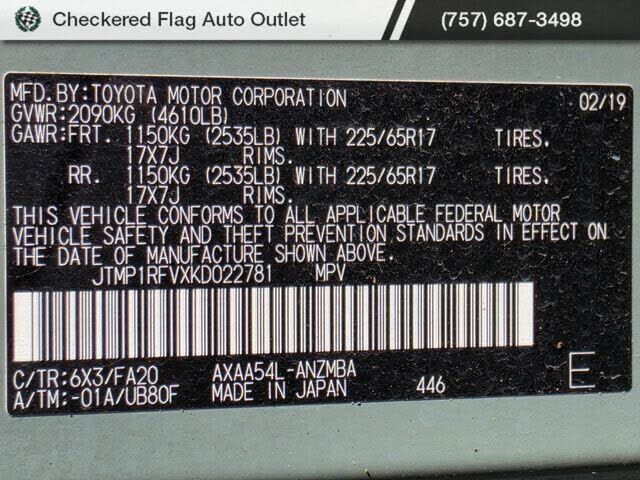 Checkered Flag Auto Outlet (757) 687-3498
MFD.BY:TOYOTA MOTOR CORPORATION 02/19
GVWR:2090KG (4610LB)
GAWR:FRT. 1150KG (2535LB) WITH 225/65R17 TIRES.
17X7J RIMS.
RR. 1150KG (2535LB) WITH 225/65R17 TIRES.
17X7J RIMS.
THIS VEHICLE CONFORMS TO ALL APPLICABLE FEDERAL MOTOR
VEHICLE SAFETY AND THEFT PREVENTION STANDARDS IN EFFECT ON
THE DATE OF MANUFACTURE SHOWN ABOVE.
JTMP1RFVXKD022781 MPV
C/TR:6X3/FA20 AXAA54L-ANZMBA E
A/TM:-01A/UB80F MADE IN JAPAN 446